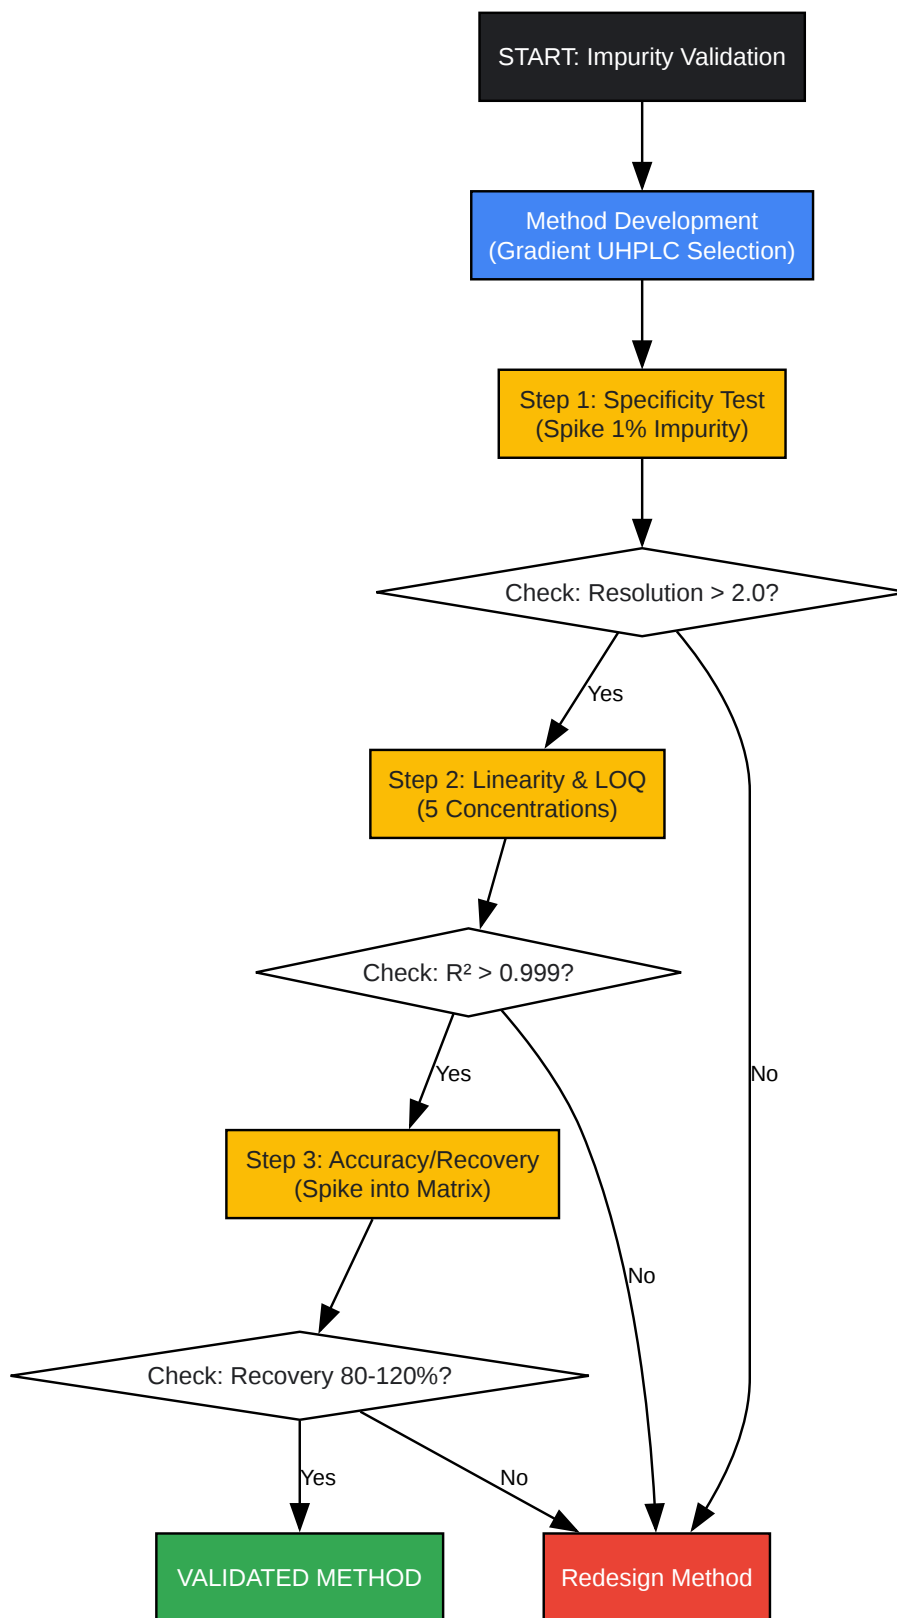 START: Impurity Validation
Method Development
(Gradient UHPLC Selection)
Step 1: Specificity Test
(Spike 1% Impurity)
Check: Resolution > 2.0?
Yes
Step 2: Linearity & LOQ
(5 Concentrations)
Check: R² > 0.999?
Yes
No
Step 3: Accuracy/Recovery
(Spike into Matrix)
No
Check: Recovery 80-120%?
Yes
No
VALIDATED METHOD
Redesign Method